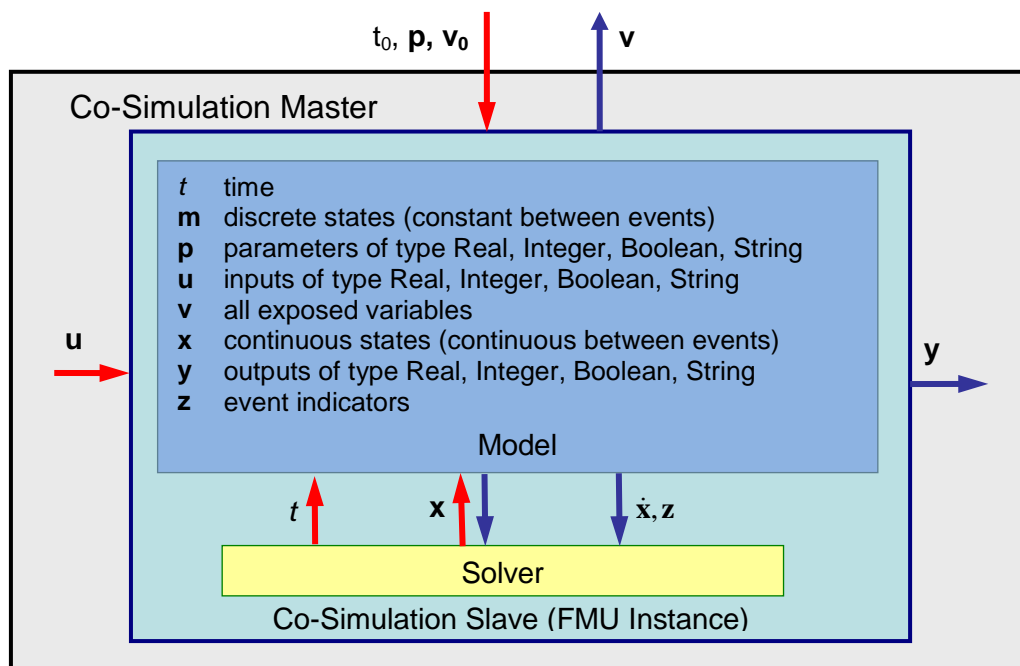 t₀, p, v₀
v
Co-Simulation Master
t time
m discrete states (constant between events)
p parameters of type Real, Integer, Boolean, String
u inputs of type Real, Integer, Boolean, String
v all exposed variables
x continuous states (continuous between events)
y outputs of type Real, Integer, Boolean, String
z event indicators
u
y
Model
t
x
ẋ, z
Solver
Co-Simulation Slave (FMU Instance)